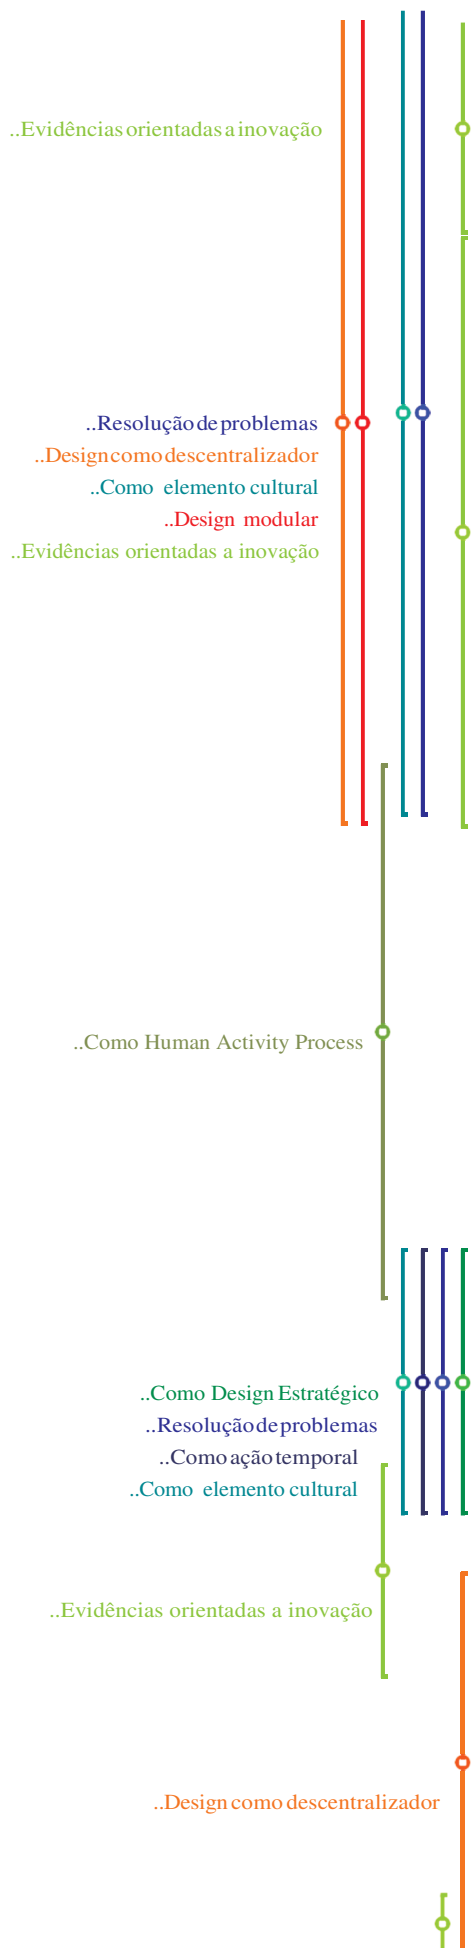 ..Evidências orientadas a inovação
..Resolução de problemas
..Design como descentralizador
..Como elemento cultural
..Design modular
..Evidências orientadas a inovação
..Como Human Activity Process
..Como Design Estratégico
..Resolução de problemas
..Como ação temporal
..Como elemento cultural
..Evidências orientadas a inovação
..Design como descentralizador